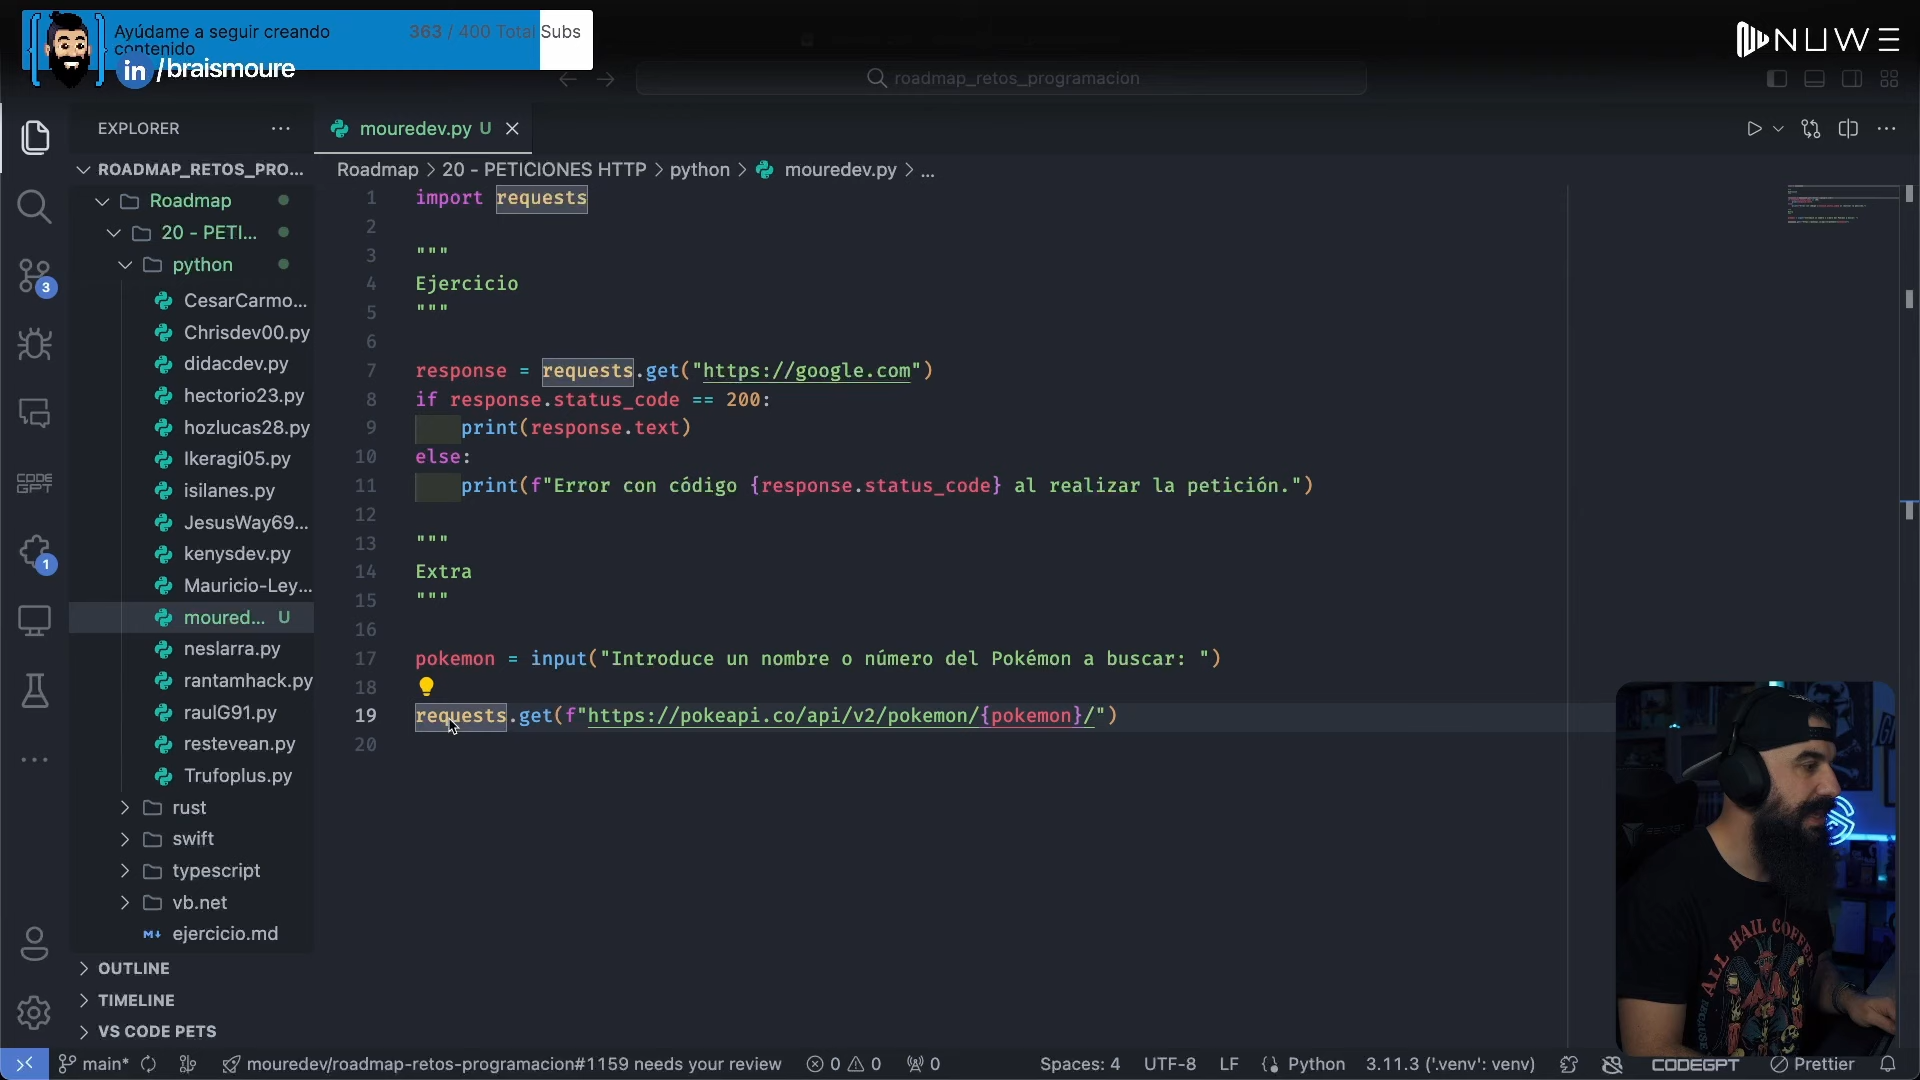 Ayúdame a seguir creando
contenido
363 / 400 Total Subs
in /braismoure
NUWE
roadmap_retos_programacion
EXPLORER
mouredev.py U
ROADMAP_RETOS_PRO...
Roadmap > 20 - PETICIONES HTTP > python > mouredev.py > ...
Roadmap
20 - PETI...
python
CesarCarmo...
Chrisdev00.py
didacdev.py
hectorio23.py
hozlucas28.py
Ikeragi05.py
isilanes.py
JesusWay69...
kenysdev.py
Mauricio-Ley...
moured... U
neslarra.py
rantamhack.py
raulG91.py
restevean.py
Trufoplus.py
rust
swift
typescript
vb.net
ejercicio.md
OUTLINE
TIMELINE
VS CODE PETS
3
CODE
GPT
1
1 import requests
2
3 """
4 Ejercicio
5 """
6
7 response = requests.get("https://google.com")
8 if response.status_code == 200:
9     print(response.text)
10 else:
11     print(f"Error con código {response.status_code} al realizar la petición.")
12
13 """
14 Extra
15 """
16
17 pokemon = input("Introduce un nombre o número del Pokémon a buscar: ")
18
19 requests.get(f"https://pokeapi.co/api/v2/pokemon/{pokemon}/")
20
ALL HAIL COFFEE
main* mouredev/roadmap-retos-programacion#1159 needs your review 0 0 0 Spaces: 4 UTF-8 LF Python 3.11.3 ('.venv': venv) CODEGPT Prettier